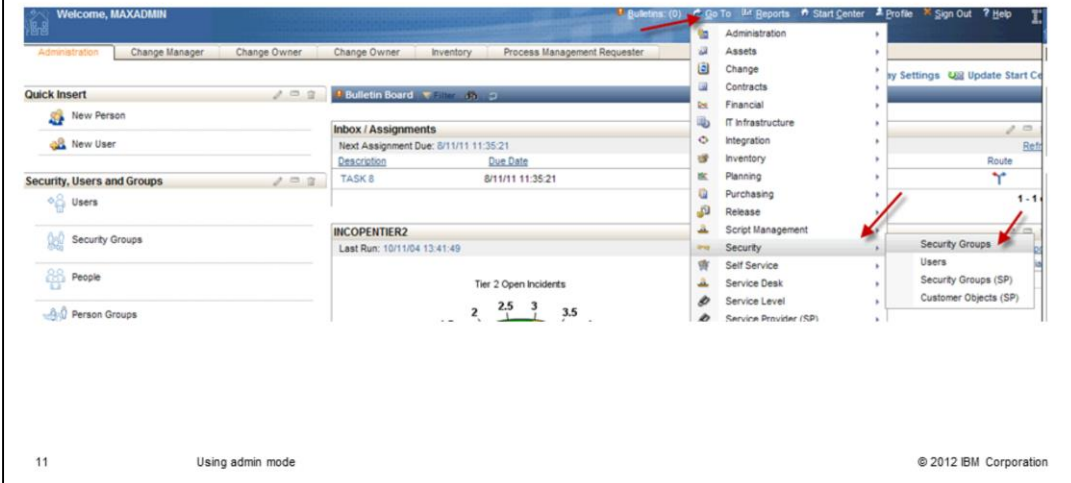 Welcome, MAXADMIN
Bulletins: (0) Go To Reports Start Center Profile Sign Out ? Help
Administration Change Manager Change Owner Change Owner Inventory Process Management Requester
Administration
Assets
Change
Contracts
Financial
IT Infrastructure
Integration
Inventory
Planning
Purchasing
Release
Script Management
Security
Self Service
Service Desk
Service Level
Service Provider (SP)
Security Groups
Users
Security Groups (SP)
Customer Objects (SP)
Settings Update Start
Quick Insert
New Person
New User
Security, Users and Groups
Users
Security Groups
People
Person Groups
Bulletin Board Filter
Inbox / Assignments
Next Assignment Due: 8/11/11 11:35:21
Description Due Date Route
TASK 8 8/11/11 11:35:21
INCOPENTIER2
Last Run: 10/11/04 13:41:49
Tier 2 Open Incidents
2 2.5 3 3.5
11 Using admin mode © 2012 IBM Corporation